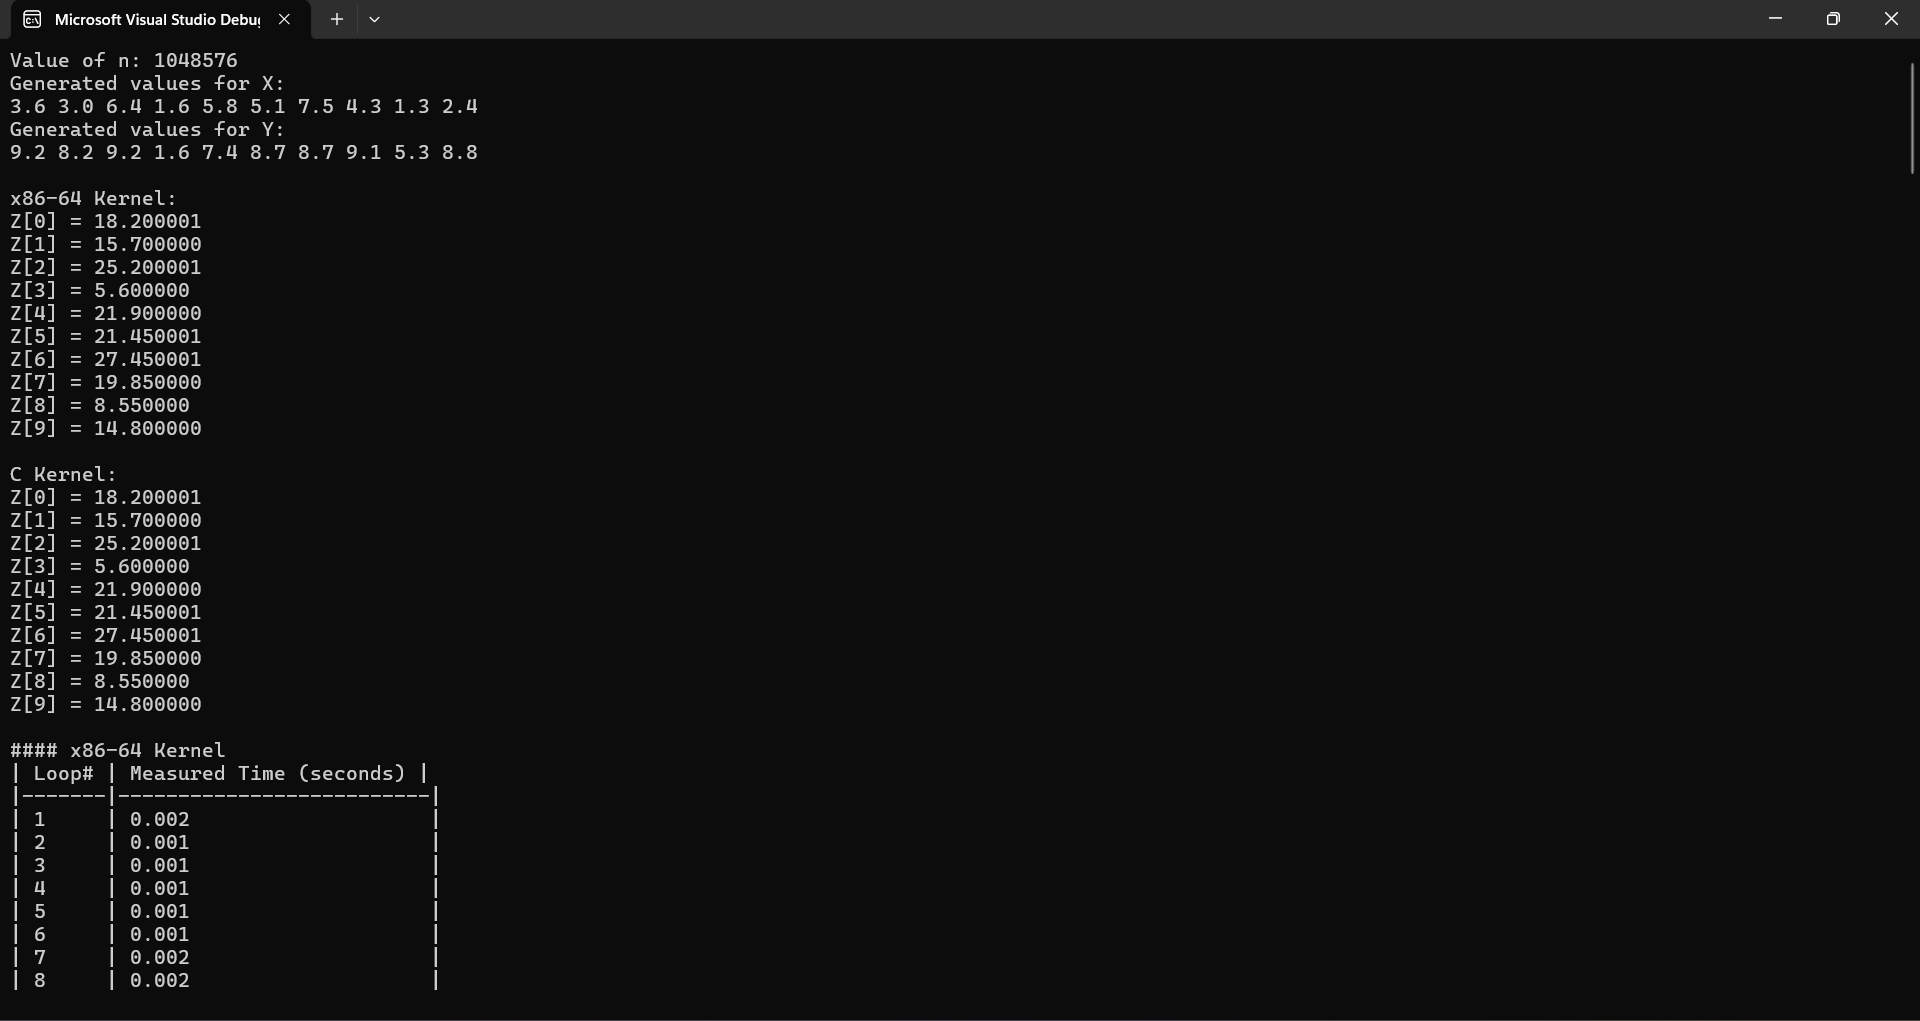 Microsoft Visual Studio Debug
Value of n: 1048576
Generated values for X:
3.6 3.0 6.4 1.6 5.8 5.1 7.5 4.3 1.3 2.4
Generated values for Y:
9.2 8.2 9.2 1.6 7.4 8.7 8.7 9.1 5.3 8.8
x86-64 Kernel:
Z[0] = 18.200001
Z[1] = 15.700000
Z[2] = 25.200001
Z[3] = 5.600000
Z[4] = 21.900000
Z[5] = 21.450001
Z[6] = 27.450001
Z[7] = 19.850000
Z[8] = 8.550000
Z[9] = 14.800000
C Kernel:
Z[0] = 18.200001
Z[1] = 15.700000
Z[2] = 25.200001
Z[3] = 5.600000
Z[4] = 21.900000
Z[5] = 21.450001
Z[6] = 27.450001
Z[7] = 19.850000
Z[8] = 8.550000
Z[9] = 14.800000
#### x86-64 Kernel
| Loop# | Measured Time (seconds) |
|-------|--------------------------|
| 1     | 0.002                    |
| 2     | 0.001                    |
| 3     | 0.001                    |
| 4     | 0.001                    |
| 5     | 0.001                    |
| 6     | 0.001                    |
| 7     | 0.002                    |
| 8     | 0.002                    |